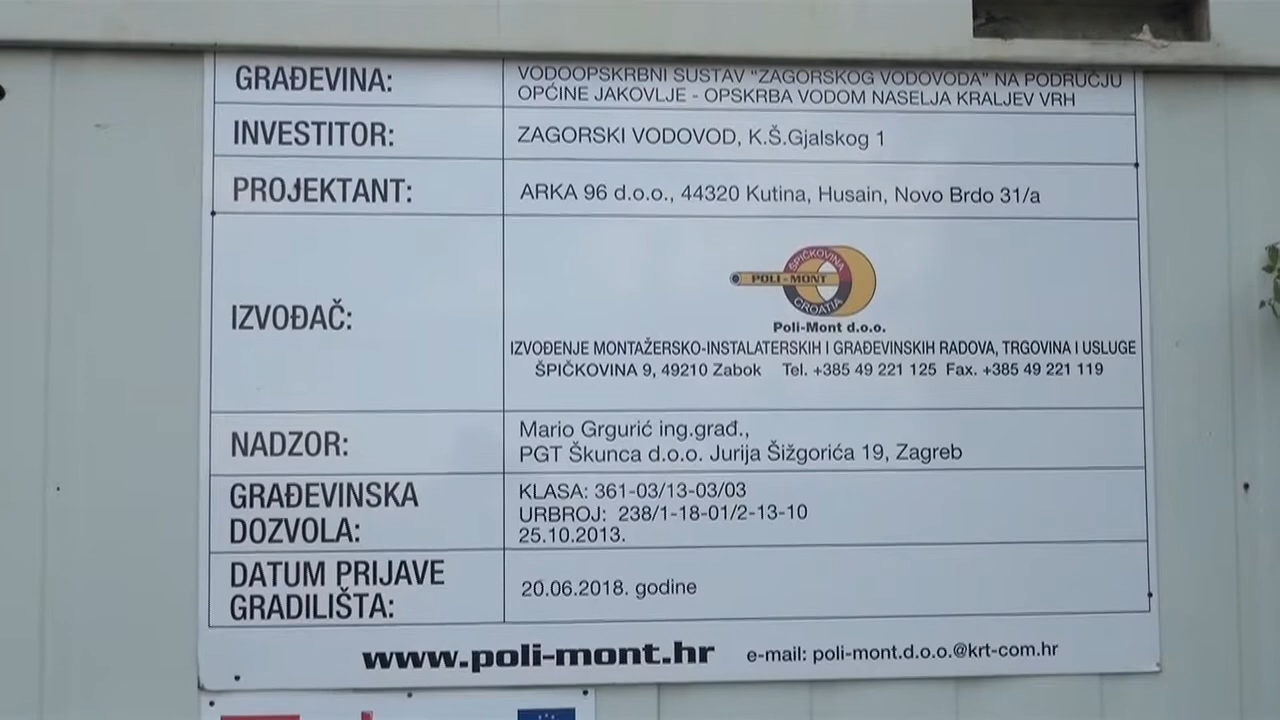 GRAĐEVINA:
VODOOPSKRBNI SUSTAV "ZAGORSKOG VODOVODA" NA PODRUČJU
OPĆINE JAKOVLJE - OPSKRBA VODOM NASELJA KRALJEV VRH
INVESTITOR:
ZAGORSKI VODOVOD, K.Š.Gjalskog 1
PROJEKTANT:
ARKA 96 d.o.o., 44320 Kutina, Husain, Novo Brdo 31/a
IZVOĐAČ:
ŠPIČKOVINA
POLI-MONT
CROATIA
Poli-Mont d.o.o.
IZVOĐENJE MONTAŽERSKO-INSTALATERSKIH I GRAĐEVINSKIH RADOVA, TRGOVINA I USLUGE
ŠPIČKOVINA 9, 49210 Zabok Tel. +385 49 221 125 Fax. +385 49 221 119
NADZOR:
Mario Grgurić ing.građ.,
PGT Škunca d.o.o. Jurija Šižgorića 19, Zagreb
GRAĐEVINSKA
DOZVOLA:
KLASA: 361-03/13-03/03
URBROJ: 238/1-18-01/2-13-10
25.10.2013.
DATUM PRIJAVE
GRADILIŠTA:
20.06.2018. godine
www.poli-mont.hr e-mail: poli-mont.d.o.o.@krt-com.hr